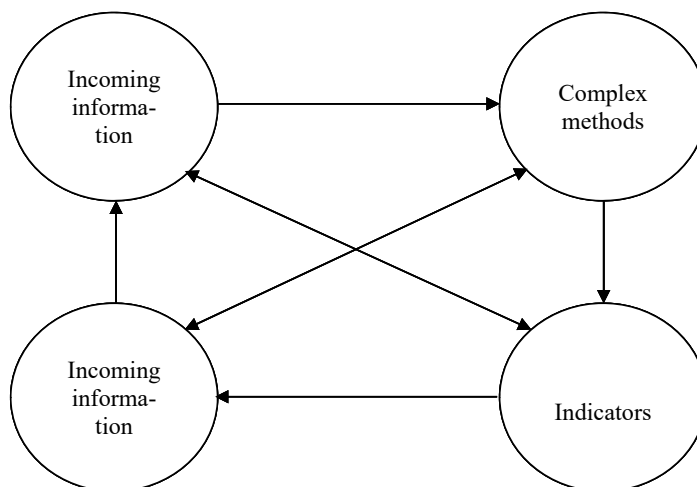 Incoming
informa-
tion
Complex
methods
Incoming
informa-
tion
Indicators